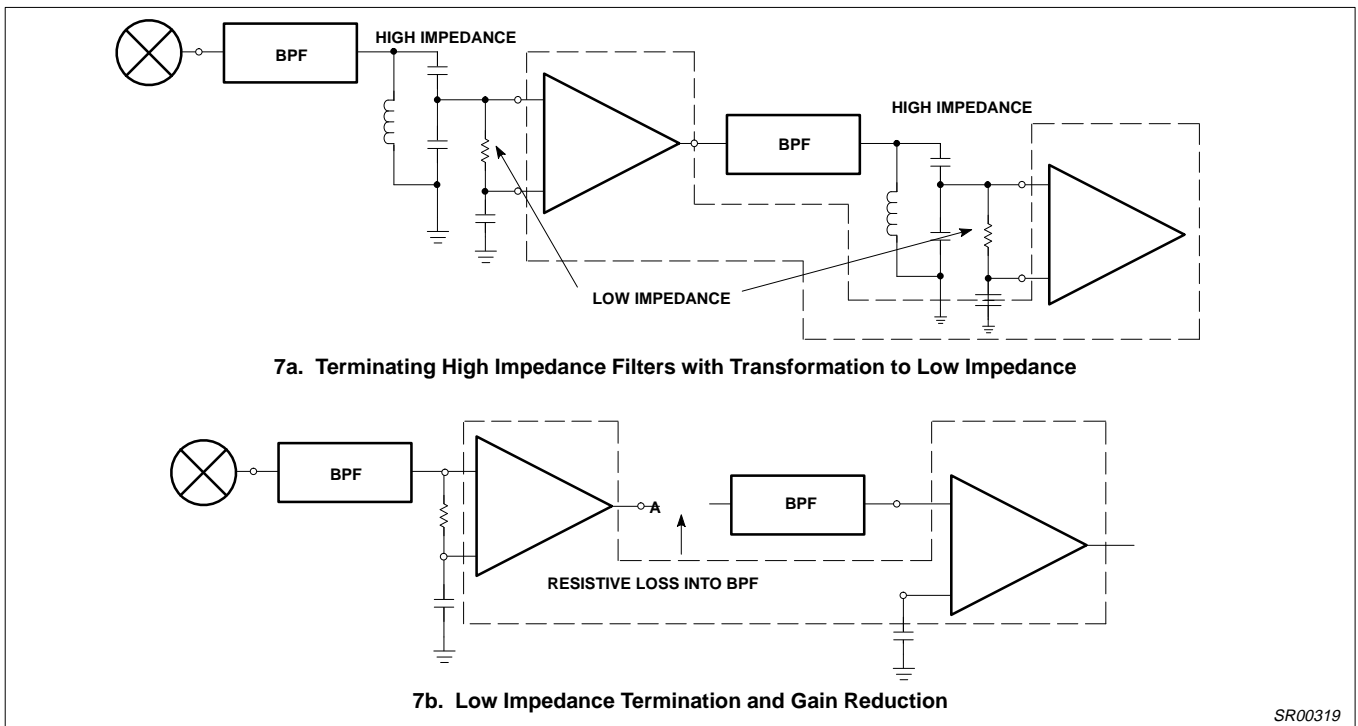 HIGH IMPEDANCE
BPF
HIGH IMPEDANCE
BPF
LOW IMPEDANCE
7a. Terminating High Impedance Filters with Transformation to Low Impedance
BPF
A
BPF
RESISTIVE LOSS INTO BPF
7b. Low Impedance Termination and Gain Reduction
SR00319